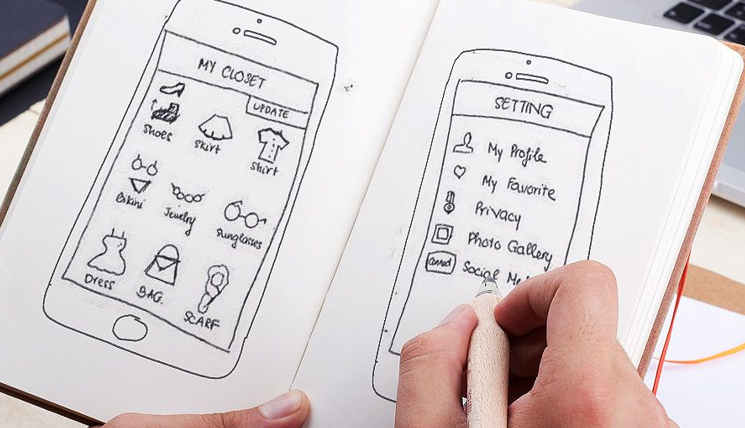 MY CLOSET
UPDATE
Shoes
Skirt
Shirt
Bikini
Jewelry
Sunglasses
Dress
BAG
SCARF
SETTING
My Profile
My Favorite
Privacy
Photo Gallery
Social